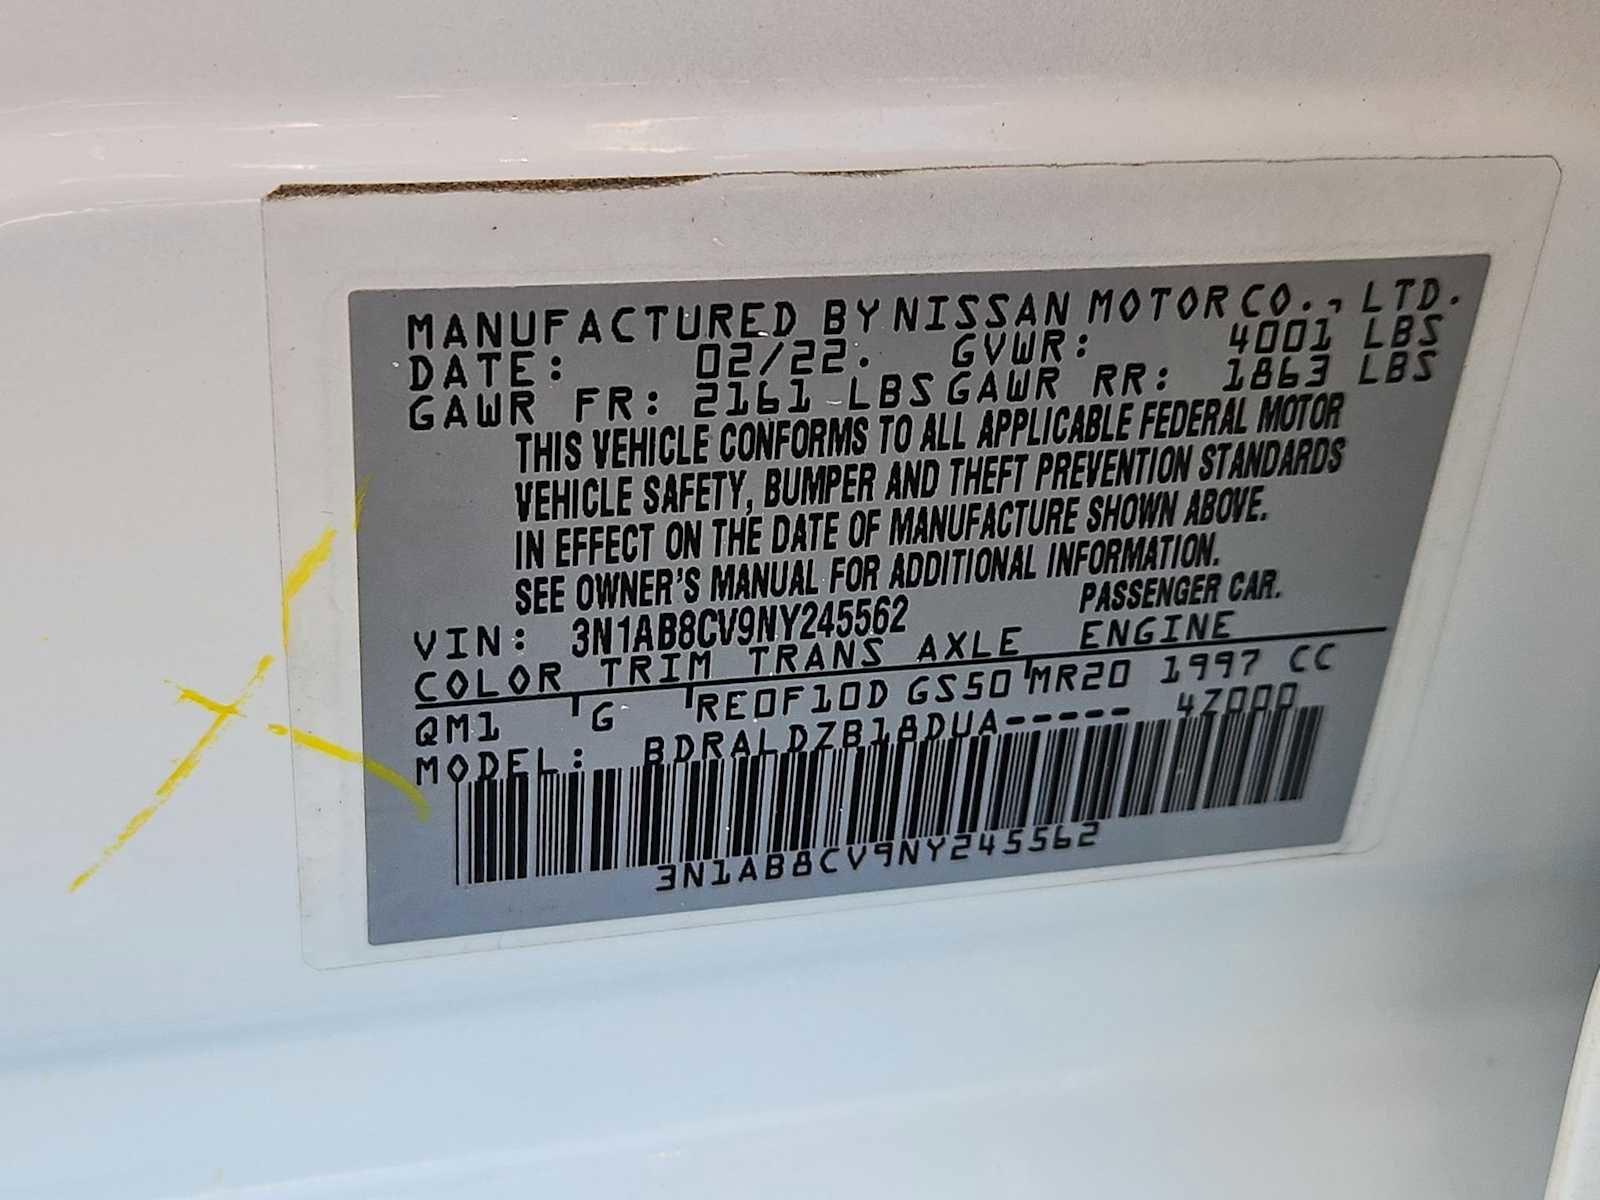 MANUFACTURED BY NISSAN MOTOR CO., LTD.
DATE: 02/22. GVWR: 4001 LBS
GAWR FR: 2161 LBS GAWR RR: 1863 LBS
THIS VEHICLE CONFORMS TO ALL APPLICABLE FEDERAL MOTOR
VEHICLE SAFETY, BUMPER AND THEFT PREVENTION STANDARDS
IN EFFECT ON THE DATE OF MANUFACTURE SHOWN ABOVE.
SEE OWNER'S MANUAL FOR ADDITIONAL INFORMATION.
VIN: 3N1AB8CV9NY245562 PASSENGER CAR.
COLOR TRIM TRANS AXLE ENGINE
QM1 G RE0F10D GS50 MR20 1997 CC
MODEL: BDRALDZB18DUA----- 4Z000
3N1AB8CV9NY245562